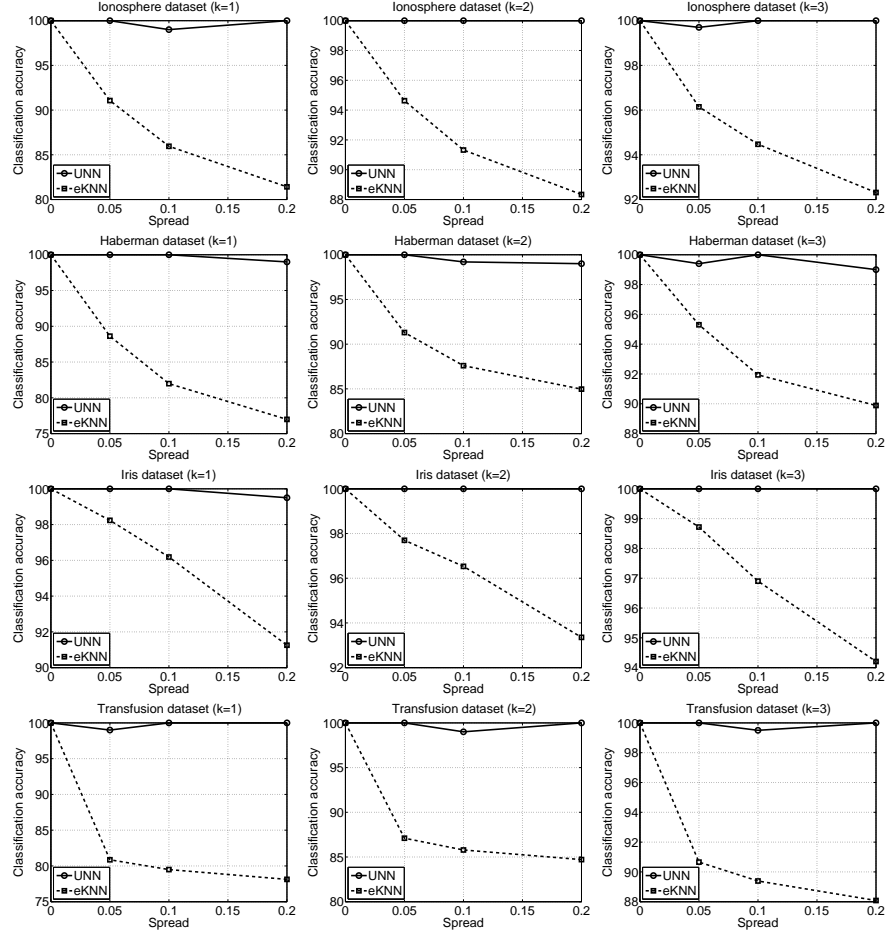 Ionosphere dataset (k=1)
100
95
90
85
80
Classification accuracy
UNN
eKNN
0 0.05 0.1 0.15 0.2
Spread
Ionosphere dataset (k=2)
100
98
96
94
92
90
88
Classification accuracy
UNN
eKNN
0 0.05 0.1 0.15 0.2
Spread
Ionosphere dataset (k=3)
100
98
96
94
92
Classification accuracy
UNN
eKNN
0 0.05 0.1 0.15 0.2
Spread
Haberman dataset (k=1)
100
95
90
85
80
75
Classification accuracy
UNN
eKNN
0 0.05 0.1 0.15 0.2
Spread
Haberman dataset (k=2)
100
95
90
85
80
Classification accuracy
UNN
eKNN
0 0.05 0.1 0.15 0.2
Spread
Haberman dataset (k=3)
100
98
96
94
92
90
88
Classification accuracy
UNN
eKNN
0 0.05 0.1 0.15 0.2
Spread
Iris dataset (k=1)
100
98
96
94
92
90
Classification accuracy
UNN
eKNN
0 0.05 0.1 0.15 0.2
Spread
Iris dataset (k=2)
100
98
96
94
92
Classification accuracy
UNN
eKNN
0 0.05 0.1 0.15 0.2
Spread
Iris dataset (k=3)
100
99
98
97
96
95
94
Classification accuracy
UNN
eKNN
0 0.05 0.1 0.15 0.2
Spread
Transfusion dataset (k=1)
100
95
90
85
80
75
Classification accuracy
UNN
eKNN
0 0.05 0.1 0.15 0.2
Spread
Transfusion dataset (k=2)
100
95
90
85
80
Classification accuracy
UNN
eKNN
0 0.05 0.1 0.15 0.2
Spread
Transfusion dataset (k=3)
100
98
96
94
92
90
88
Classification accuracy
UNN
eKNN
0 0.05 0.1 0.15 0.2
Spread